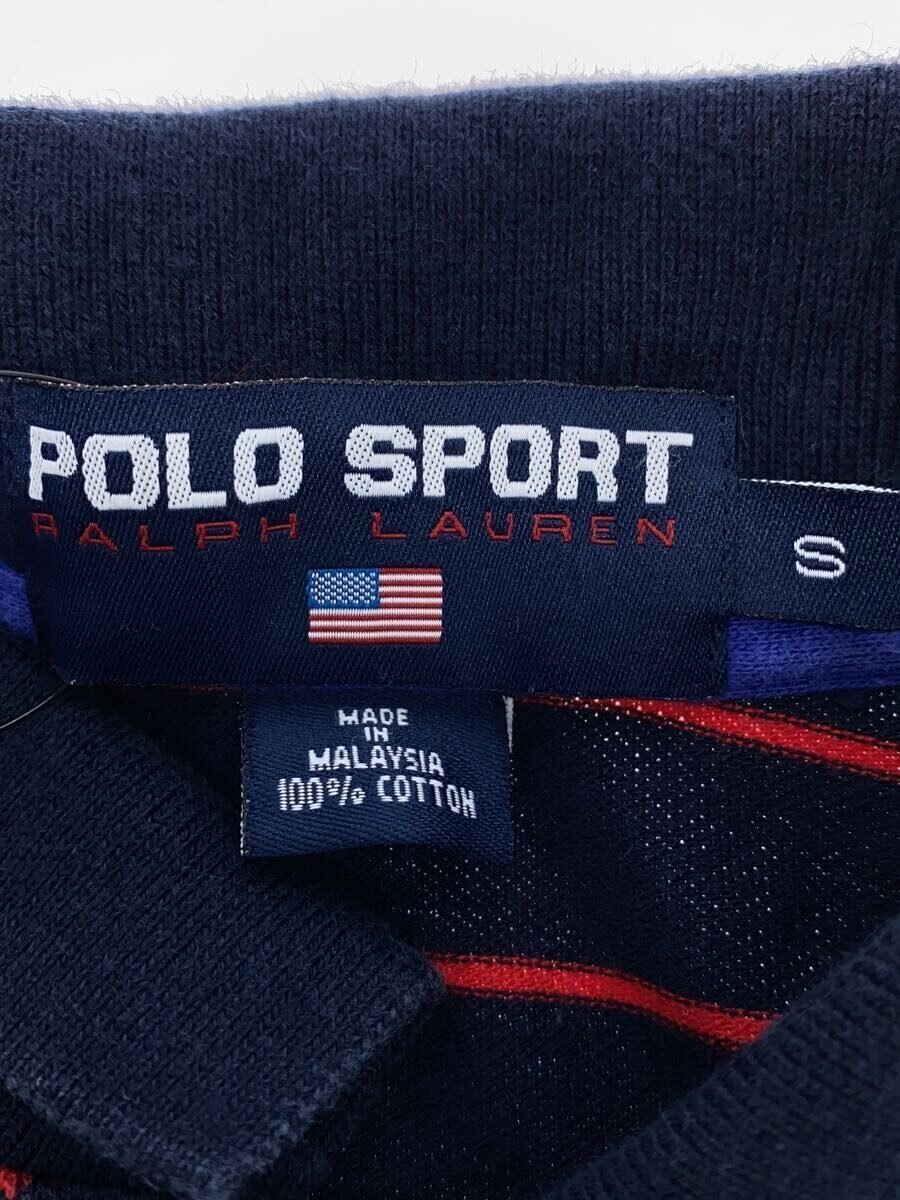 POLO SPORT
RALPH LAUREN
S
MADE
IN
MALAYSIA
100% COTTON